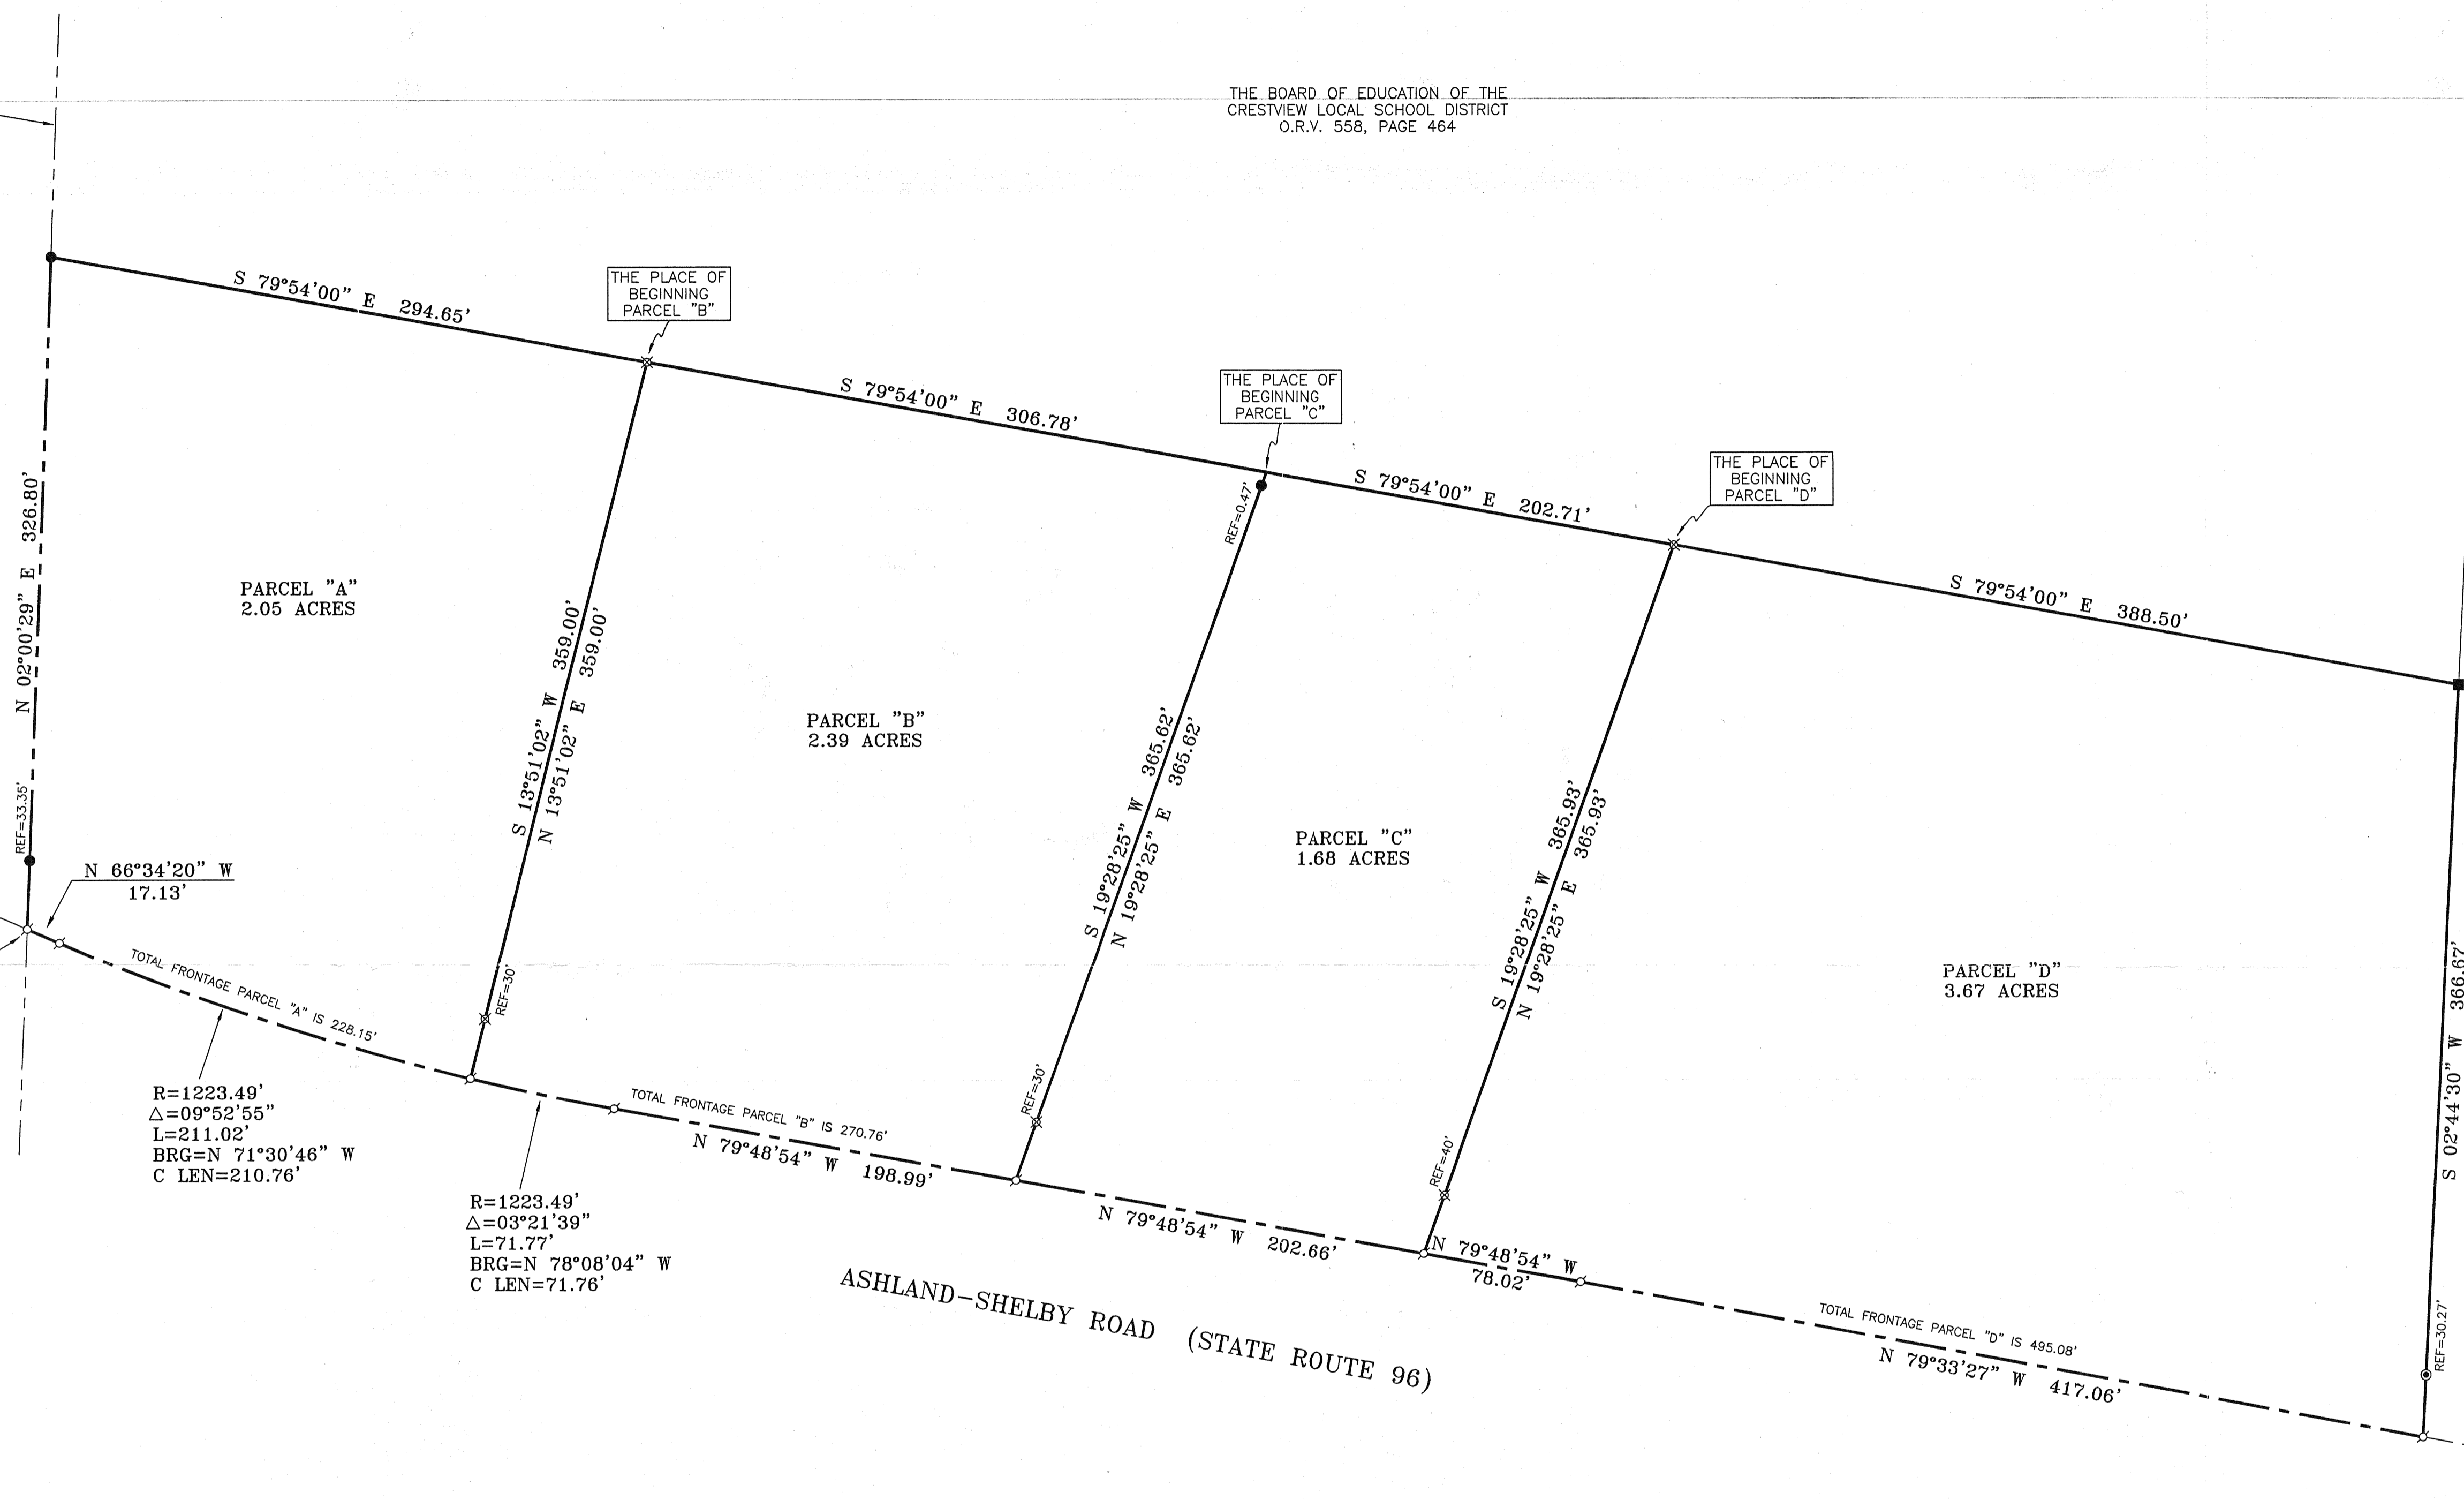 THE BOARD OF EDUCATION OF THE
CRESTVIEW LOCAL SCHOOL DISTRICT
O.R.V. 558, PAGE 464
S 79°54'00" E 294.65'
THE PLACE OF
BEGINNING
PARCEL "B"
S 79°54'00" E 306.78'
THE PLACE OF
BEGINNING
PARCEL "C"
S 79°54'00" E 202.71'
THE PLACE OF
BEGINNING
PARCEL "D"
S 79°54'00" E 388.50'
N 02°00'29" E 326.80'
REF=33.35'
PARCEL "A"
2.05 ACRES
S 13°51'02" W 359.00'
N 13°51'02" E 359.00'
REF=30'
PARCEL "B"
2.39 ACRES
REF=0.47'
S 19°28'25" W 365.62'
N 19°28'25" E 365.62'
REF=30'
PARCEL "C"
1.68 ACRES
S 19°28'25" W 365.93'
N 19°28'25" E 365.93'
REF=40'
PARCEL "D"
3.67 ACRES
S 02°44'30" W 366.67'
REF=30.27'
N 66°34'20" W
17.13'
TOTAL FRONTAGE PARCEL "A" IS 228.15'
R=1223.49'
△=09°52'55"
L=211.02'
BRG=N 71°30'46" W
C LEN=210.76'
TOTAL FRONTAGE PARCEL "B" IS 270.76'
N 79°48'54" W 198.99'
R=1223.49'
△=03°21'39"
L=71.77'
BRG=N 78°08'04" W
C LEN=71.76'
N 79°48'54" W 202.66'
N 79°48'54" W
78.02'
TOTAL FRONTAGE PARCEL "D" IS 495.08'
N 79°33'27" W 417.06'
ASHLAND-SHELBY ROAD (STATE ROUTE 96)